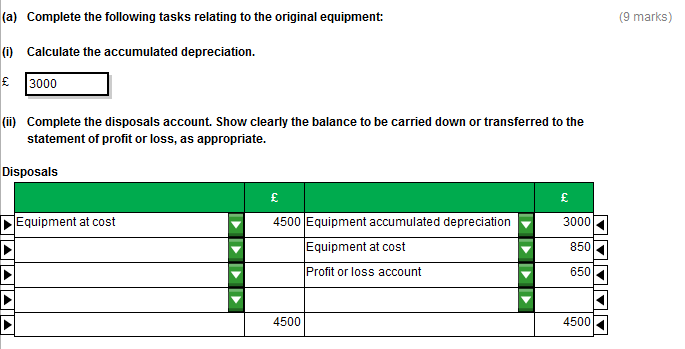 (a) Complete the following tasks relating to the original equipment: (9 marks)
(i) Calculate the accumulated depreciation.
£ 3000
(ii) Complete the disposals account. Show clearly the balance to be carried down or transferred to the
statement of profit or loss, as appropriate.
Disposals
£ £
Equipment at cost 4500 Equipment accumulated depreciation 3000
Equipment at cost 850
Profit or loss account 650
4500 4500